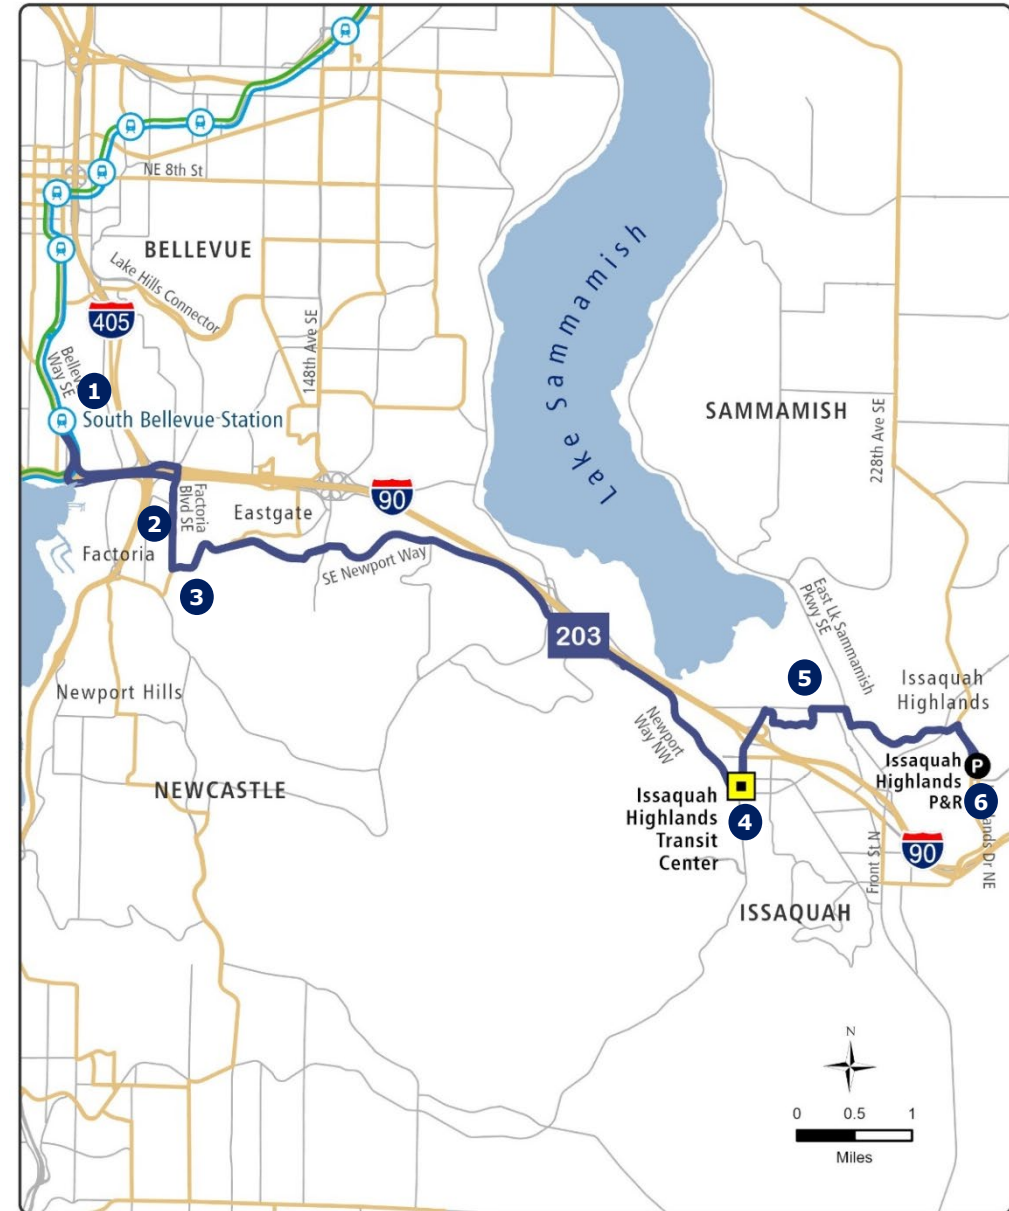 NE 8th St
BELLEVUE
Lake Hills Connector
405
148th Ave SE
Way SE
1
South Bellevue Station
Lake Sammamish
SAMMAMISH
228th Ave SE
90
Factoria
Blvd SE
Eastgate
2
Factoria
SE Newport Way
3
203
East Lk Sammamish
Pkwy SE
Newport Hills
5
Issaquah
Highlands
Newport
Way NW
Issaquah
Highlands
P&R
P
6
NEWCASTLE
Issaquah
Highlands
Transit
Center
4
Front St N
90
Dr NE
ISSAQUAH
N
0 0.5 1
Miles